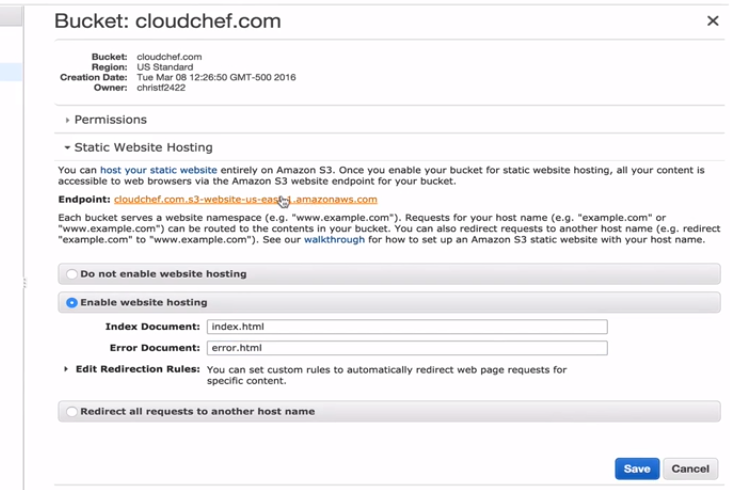 Bucket: cloudchef.com
×
Bucket: cloudchef.com
Region: US Standard
Creation Date: Tue Mar 08 12:26:50 GMT-500 2016
Owner: christf2422
Permissions
Static Website Hosting
You can host your static website entirely on Amazon S3. Once you enable your bucket for static website hosting, all your content is
accessible to web browsers via the Amazon S3 website endpoint for your bucket.
Endpoint: cloudchef.com.s3-website-us-east-1.amazonaws.com
Each bucket serves a website namespace (e.g. "www.example.com"). Requests for your host name (e.g. "example.com" or
"www.example.com") can be routed to the contents in your bucket. You can also redirect requests to another host name (e.g. redirect
"example.com" to "www.example.com"). See our walkthrough for how to set up an Amazon S3 static website with your host name.
Do not enable website hosting
Enable website hosting
Index Document: index.html
Error Document: error.html
Edit Redirection Rules: You can set custom rules to automatically redirect web page requests for
specific content.
Redirect all requests to another host name
Save Cancel